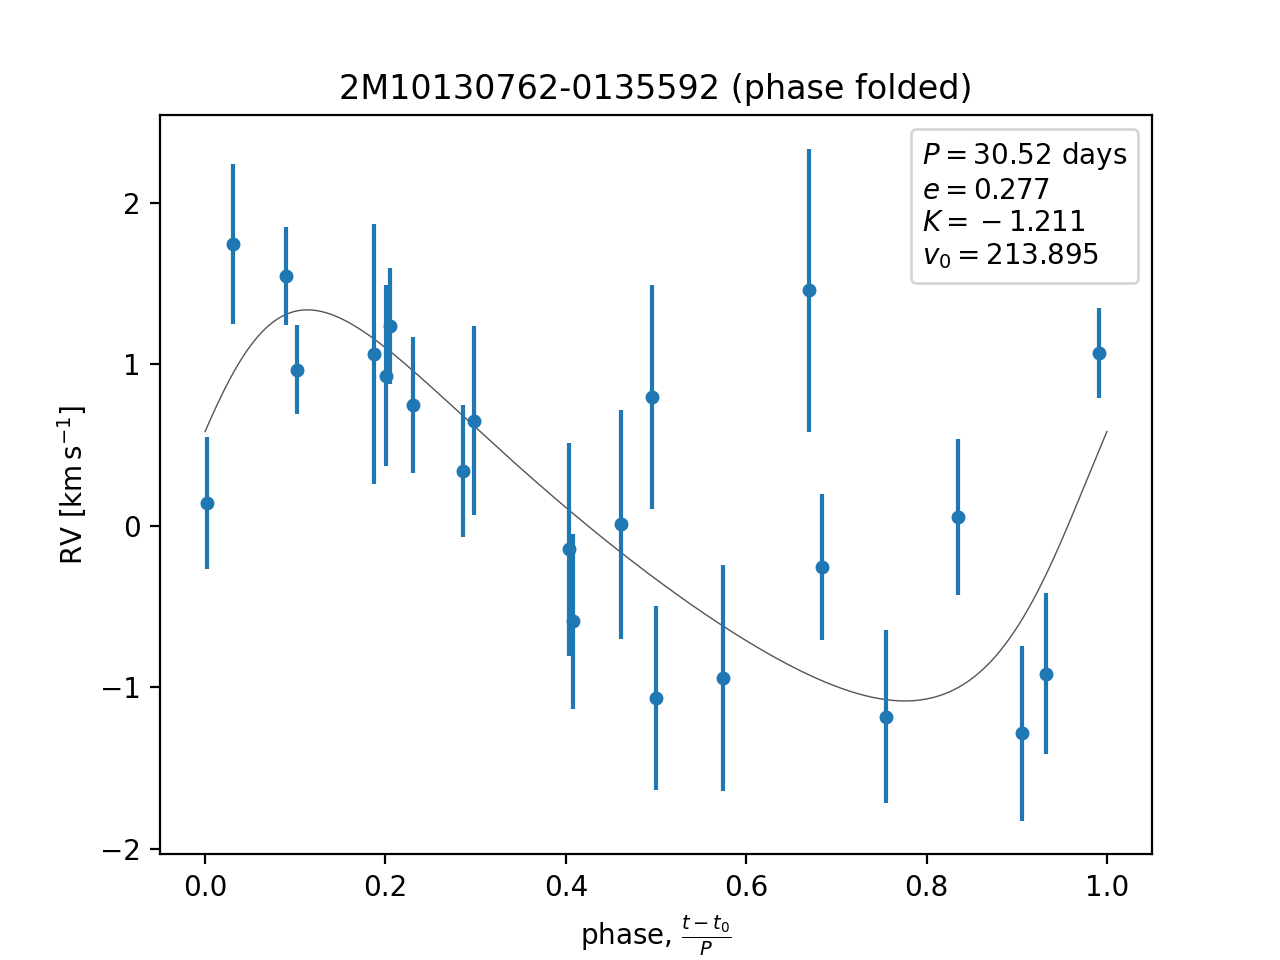 2M10130762-0135592 (phase folded)
P = 30.52 days
e = 0.277
K = −1.211
v₀ = 213.895
RV [km s⁻¹]
2
1
0
−1
−2
0.0 0.2 0.4 0.6 0.8 1.0
phase, (t − t₀)/P